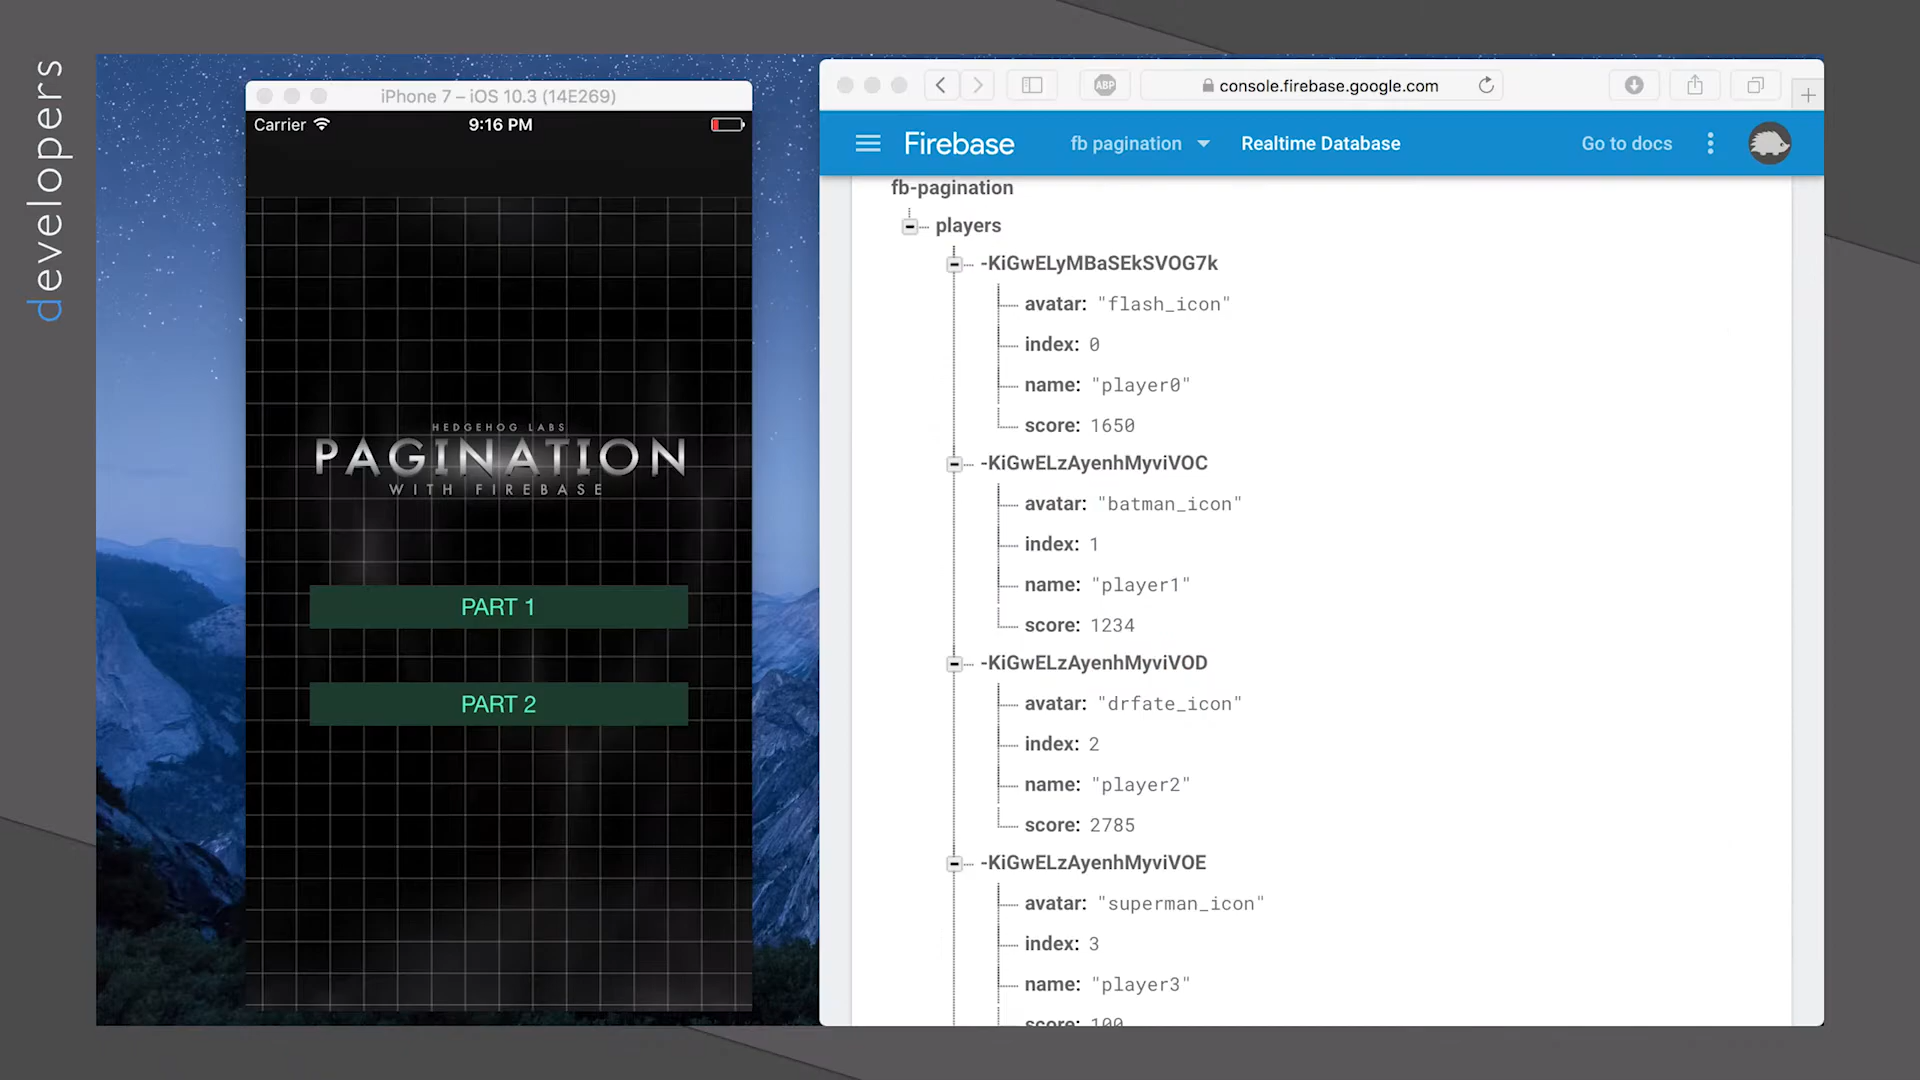 developers
iPhone 7 – iOS 10.3 (14E269)
Carrier
9:16 PM
HEDGEHOG LABS
PAGINATION
WITH FIREBASE
PART 1
PART 2
ABP
console.firebase.google.com
Firebase
fb pagination
Realtime Database
Go to docs
fb-pagination
players
-KiGwELyMBaSEkSVOG7k
avatar: "flash_icon"
index: 0
name: "player0"
score: 1650
-KiGwELzAyenhMyviVOC
avatar: "batman_icon"
index: 1
name: "player1"
score: 1234
-KiGwELzAyenhMyviVOD
avatar: "drfate_icon"
index: 2
name: "player2"
score: 2785
-KiGwELzAyenhMyviVOE
avatar: "superman_icon"
index: 3
name: "player3"
score: 100